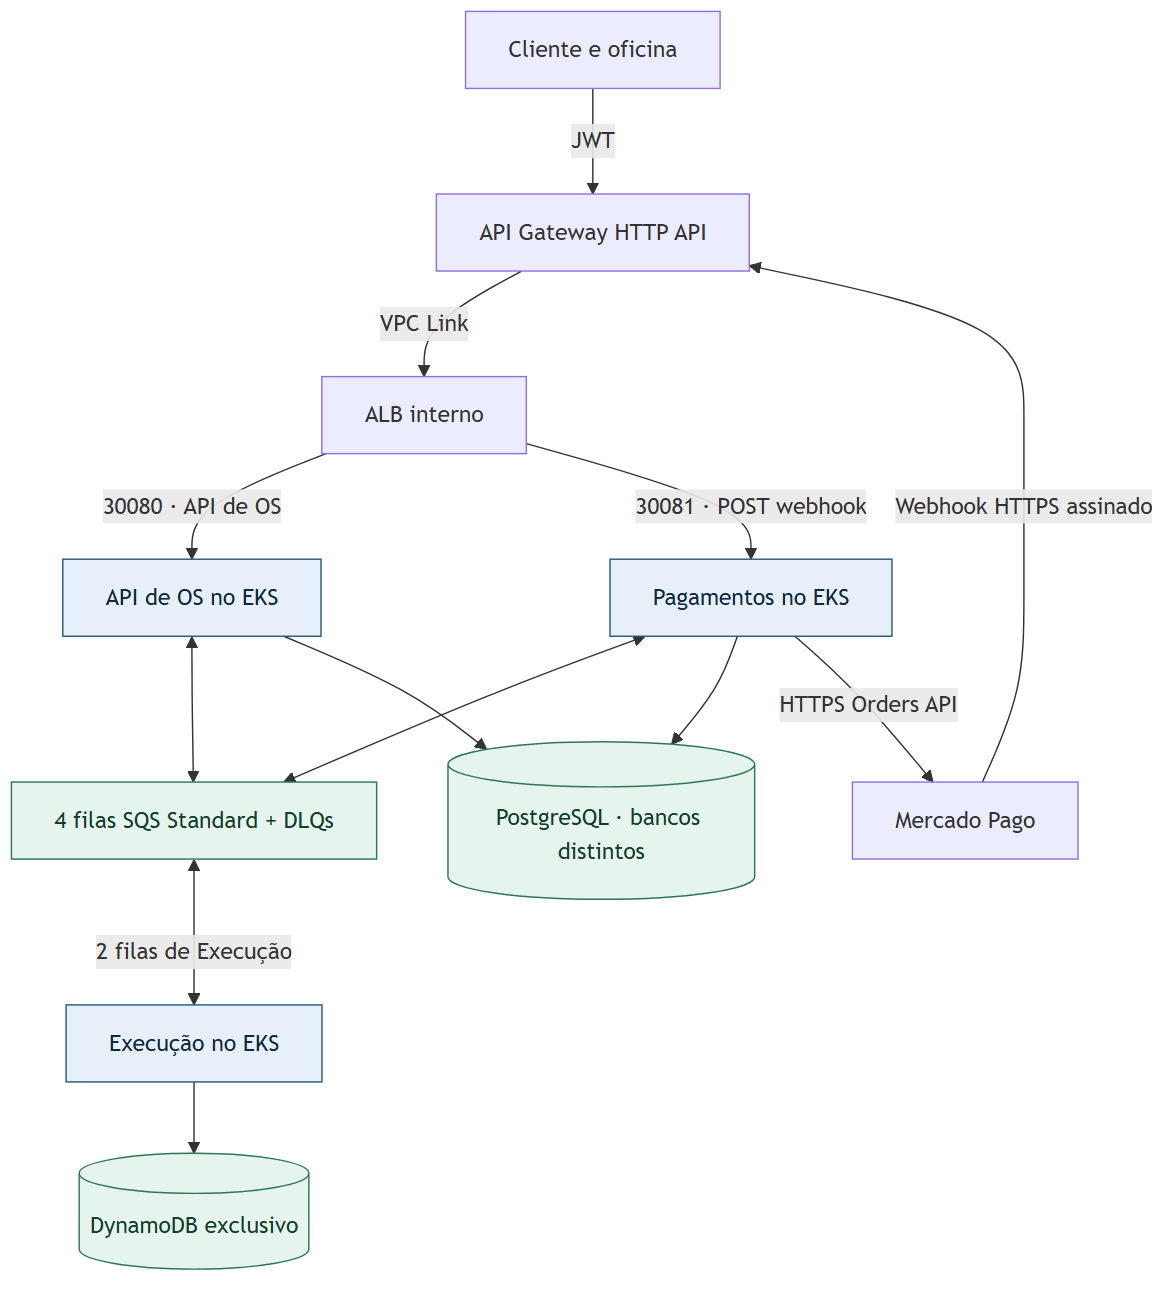 Cliente e oficina
JWT
API Gateway HTTP API
VPC Link
ALB interno
30080 · API de OS
30081 · POST webhook
Webhook HTTPS assinado
API de OS no EKS
Pagamentos no EKS
HTTPS Orders API
4 filas SQS Standard + DLQs
PostgreSQL · bancos
distintos
Mercado Pago
2 filas de Execução
Execução no EKS
DynamoDB exclusivo